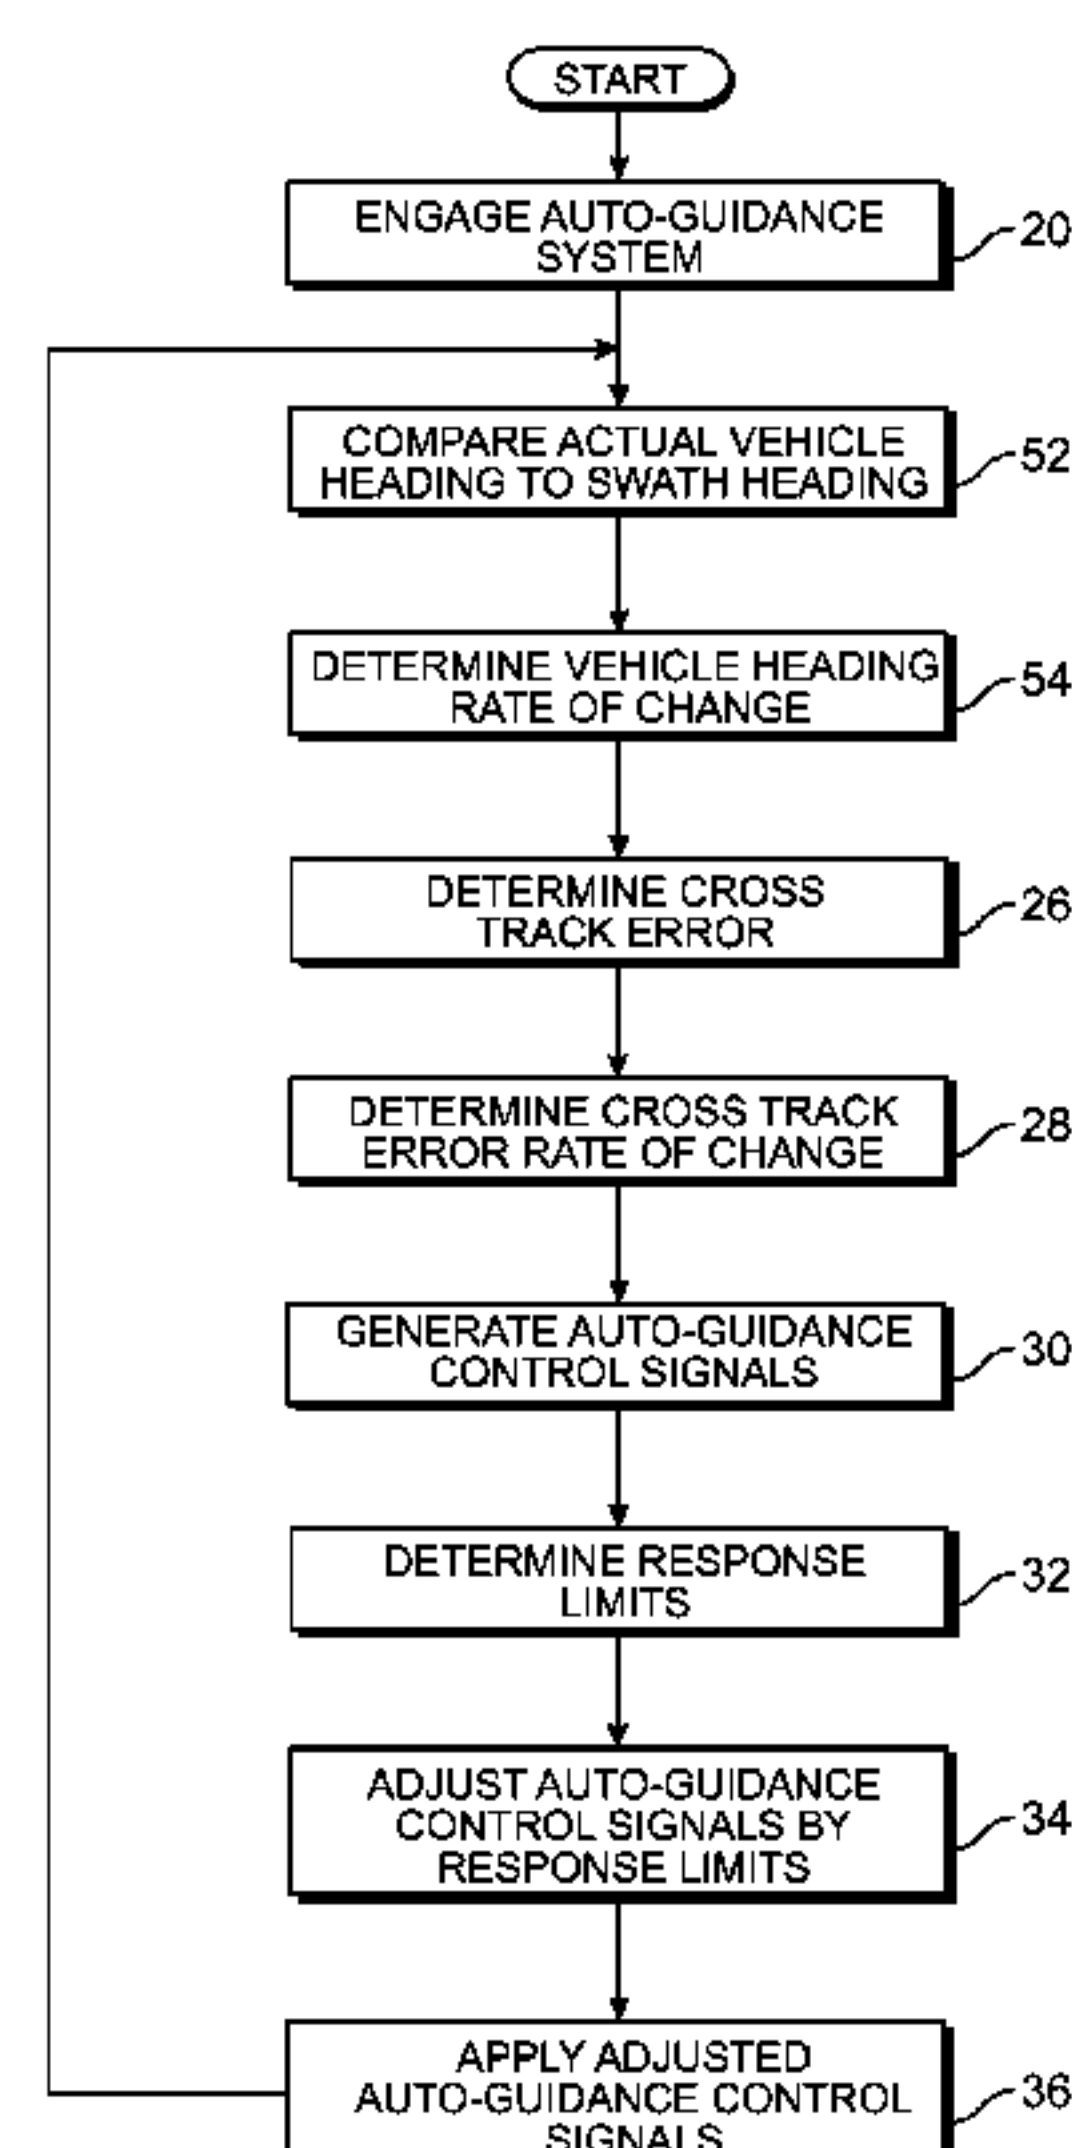 START
ENGAGE AUTO-GUIDANCE
SYSTEM
20
COMPARE ACTUAL VEHICLE
HEADING TO SWATH HEADING
52
DETERMINE VEHICLE HEADING
RATE OF CHANGE
54
DETERMINE CROSS
TRACK ERROR
26
DETERMINE CROSS TRACK
ERROR RATE OF CHANGE
28
GENERATE AUTO-GUIDANCE
CONTROL SIGNALS
30
DETERMINE RESPONSE
LIMITS
32
ADJUST AUTO-GUIDANCE
CONTROL SIGNALS BY
RESPONSE LIMITS
34
APPLY ADJUSTED
AUTO-GUIDANCE CONTROL
SIGNALS
36